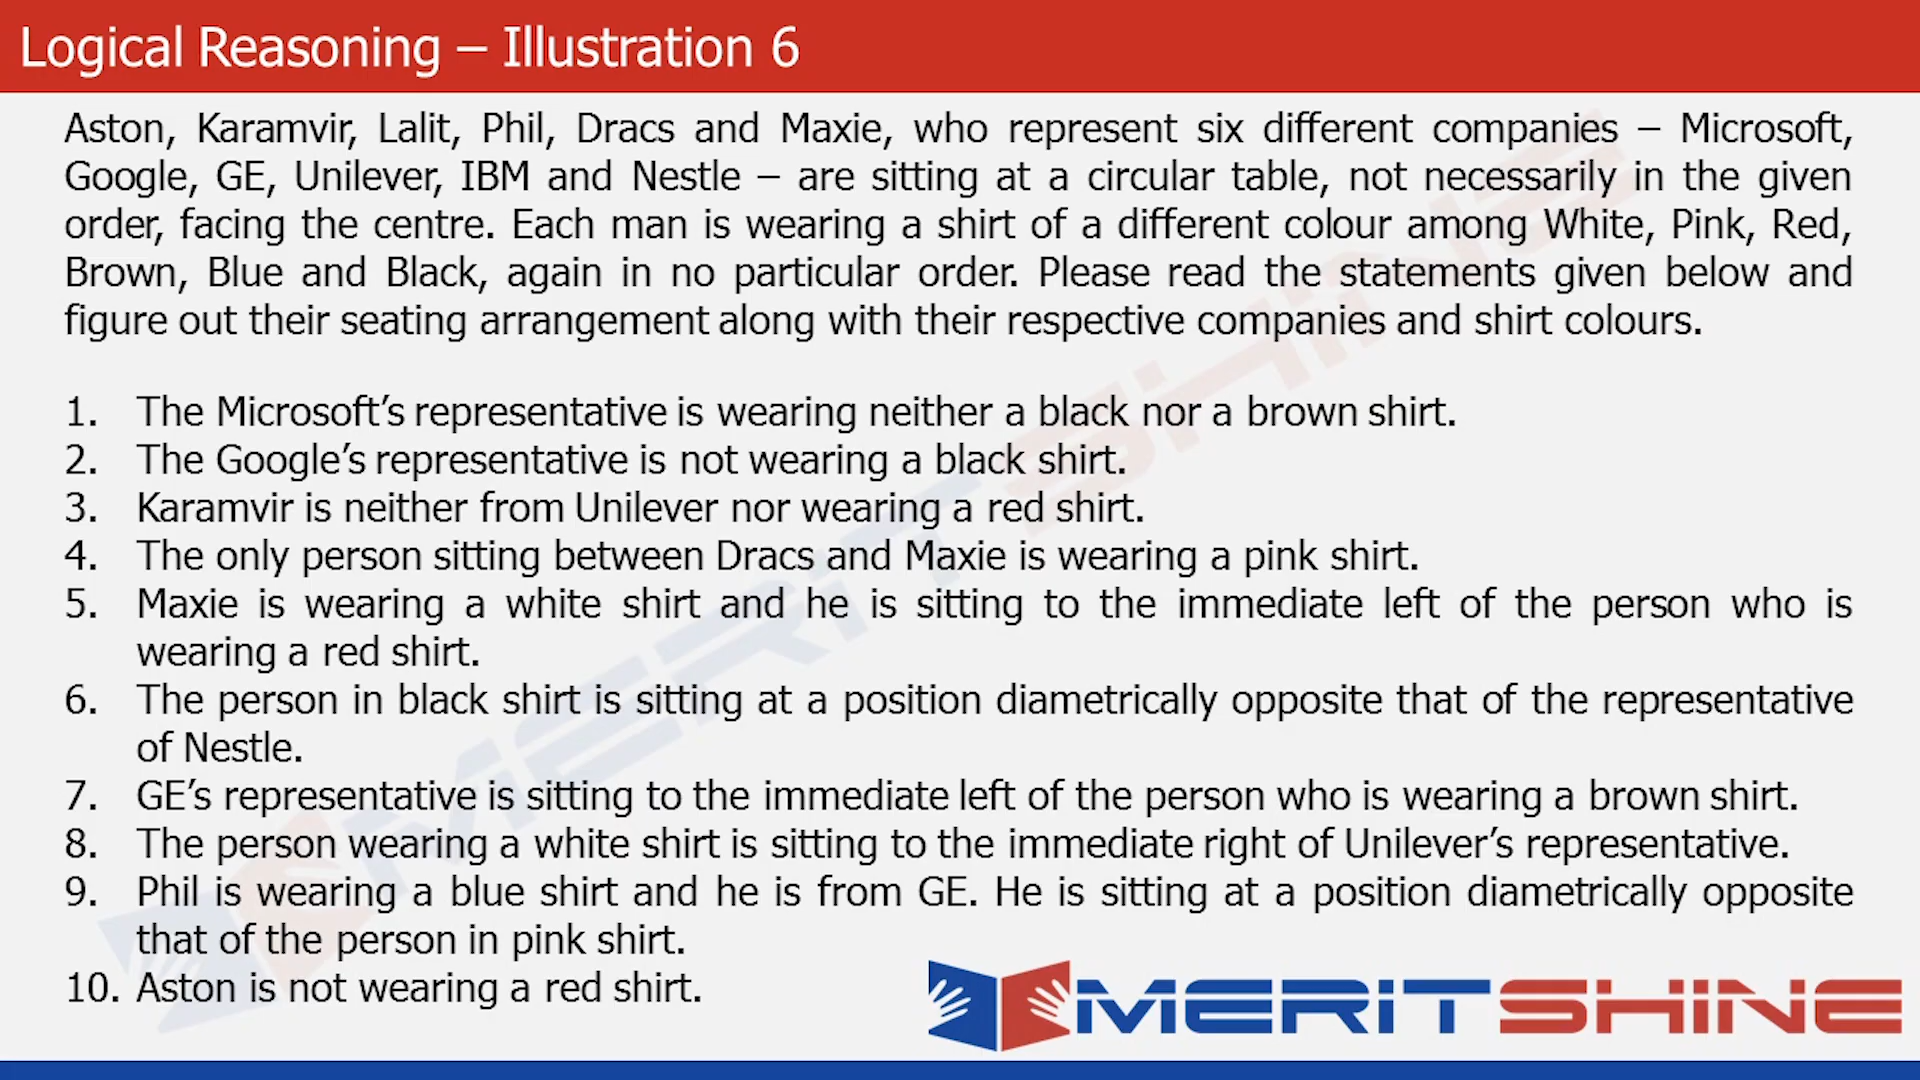 Logical Reasoning – Illustration 6
Aston, Karamvir, Lalit, Phil, Dracs and Maxie, who represent six different companies – Microsoft,
Google, GE, Unilever, IBM and Nestle – are sitting at a circular table, not necessarily in the given
order, facing the centre. Each man is wearing a shirt of a different colour among White, Pink, Red,
Brown, Blue and Black, again in no particular order. Please read the statements given below and
figure out their seating arrangement along with their respective companies and shirt colours.
1. The Microsoft’s representative is wearing neither a black nor a brown shirt.
2. The Google’s representative is not wearing a black shirt.
3. Karamvir is neither from Unilever nor wearing a red shirt.
4. The only person sitting between Dracs and Maxie is wearing a pink shirt.
5. Maxie is wearing a white shirt and he is sitting to the immediate left of the person who is
wearing a red shirt.
6. The person in black shirt is sitting at a position diametrically opposite that of the representative
of Nestle.
7. GE’s representative is sitting to the immediate left of the person who is wearing a brown shirt.
8. The person wearing a white shirt is sitting to the immediate right of Unilever’s representative.
9. Phil is wearing a blue shirt and he is from GE. He is sitting at a position diametrically opposite
that of the person in pink shirt.
10. Aston is not wearing a red shirt.
MERITSHINE
MERITSHINE